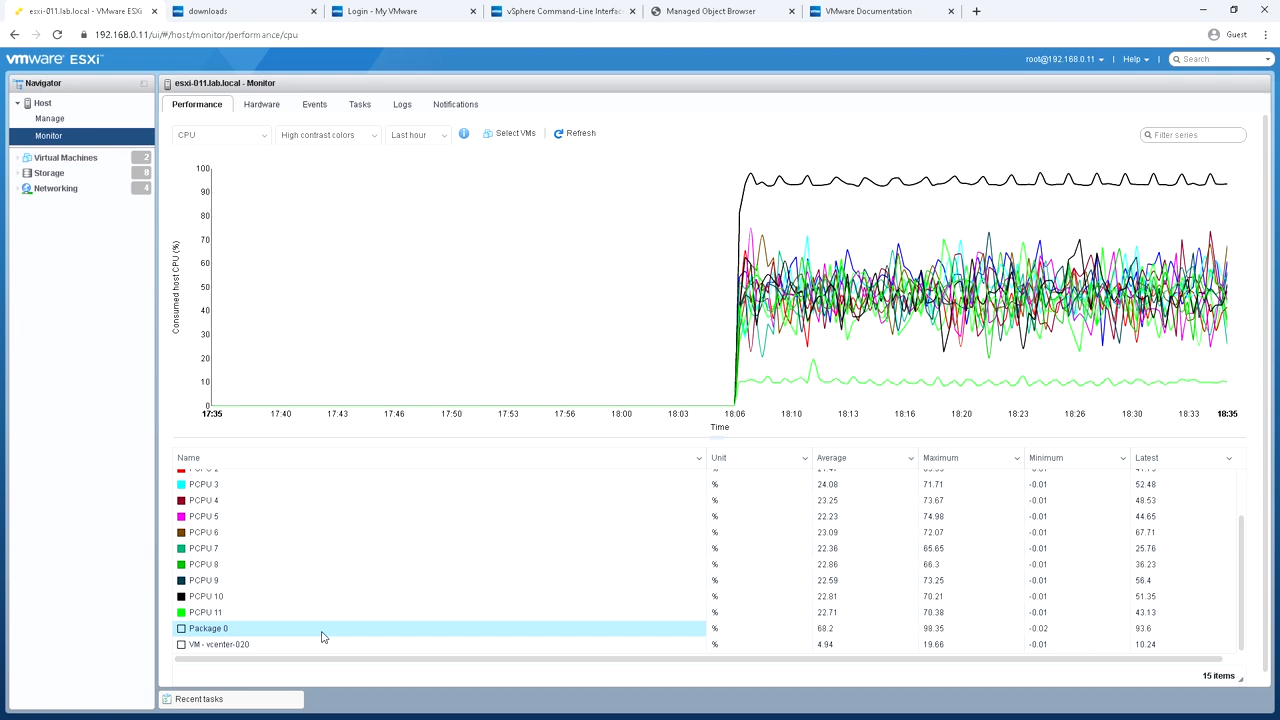 esxi-011.lab.local - VMware ESXi
downloads
Login - My VMware
vSphere Command-Line Interfac
Managed Object Browser
VMware Documentation
192.168.0.11/ui/#/host/monitor/performance/cpu
Guest
vmware ESXi™
root@192.168.0.11
Help
Search
Navigator
esxi-011.lab.local - Monitor
Host
Manage
Monitor
Virtual Machines 2
Storage 8
Networking 4
Performance
Hardware
Events
Tasks
Logs
Notifications
CPU
High contrast colors
Last hour
Select VMs
Refresh
Filter series
Consumed host CPU (%)
100
90
80
70
60
50
40
30
20
10
0
17:35 17:40 17:43 17:46 17:50 17:53 17:56 18:00 18:03 18:06 18:10 18:13 18:16 18:20 18:23 18:26 18:30 18:33 18:35
Time
Name Unit Average Maximum Minimum Latest
PCPU 3 % 24.08 71.71 -0.01 52.48
PCPU 4 % 23.25 73.67 -0.01 48.53
PCPU 5 % 22.23 74.98 -0.01 44.65
PCPU 6 % 23.09 72.07 -0.01 67.71
PCPU 7 % 22.36 65.65 -0.01 25.76
PCPU 8 % 22.86 66.3 -0.01 36.23
PCPU 9 % 22.59 73.25 -0.01 56.4
PCPU 10 % 22.81 70.21 -0.01 51.35
PCPU 11 % 22.71 70.38 -0.01 43.13
Package 0 % 68.2 98.35 -0.02 93.6
VM - vcenter-020 % 4.94 19.66 -0.01 10.24
15 items
Recent tasks